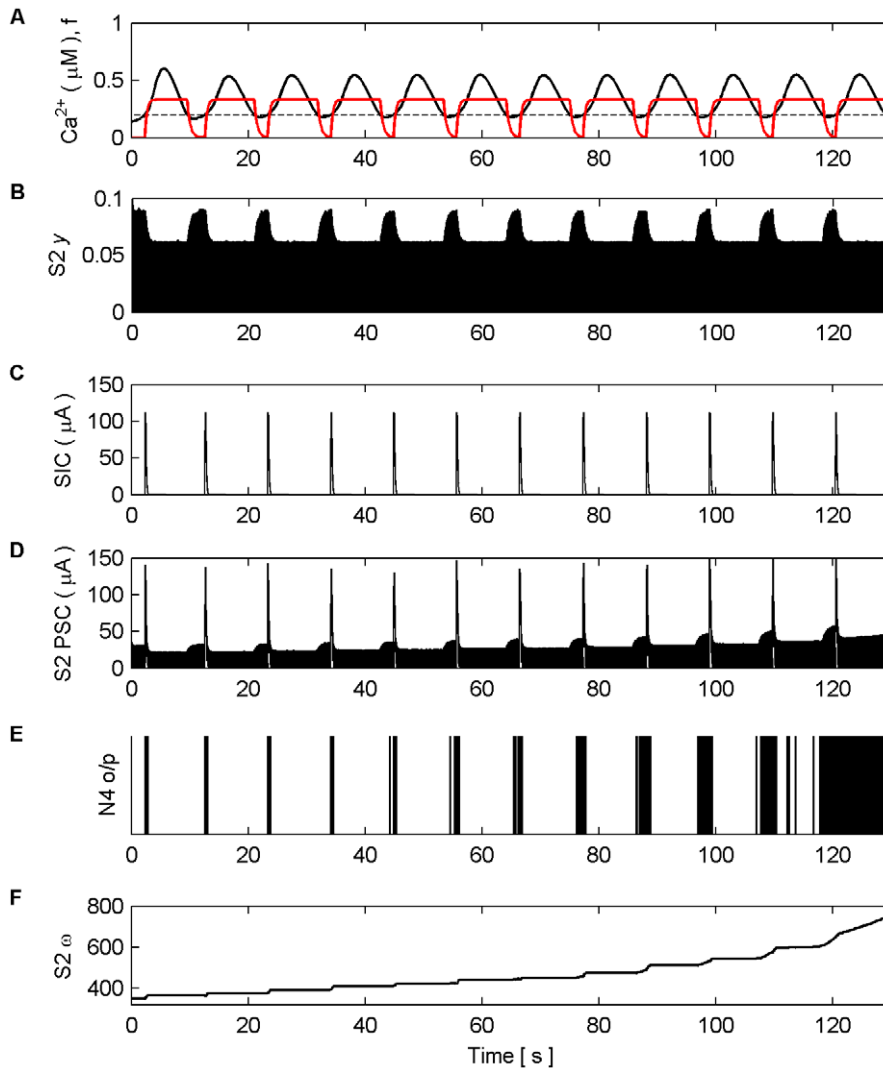 A
Ca2+ ( μM ), f
1
0.5
0
0 20 40 60 80 100 120
B
S2 y
0.1
0.05
0
0 20 40 60 80 100 120
C
SIC ( μA )
150
100
50
0
0 20 40 60 80 100 120
D
S2 PSC ( μA )
150
100
50
0
0 20 40 60 80 100 120
E
N4 o/p
0 20 40 60 80 100 120
F
S2 ω
800
600
400
0 20 40 60 80 100 120
Time [ s ]